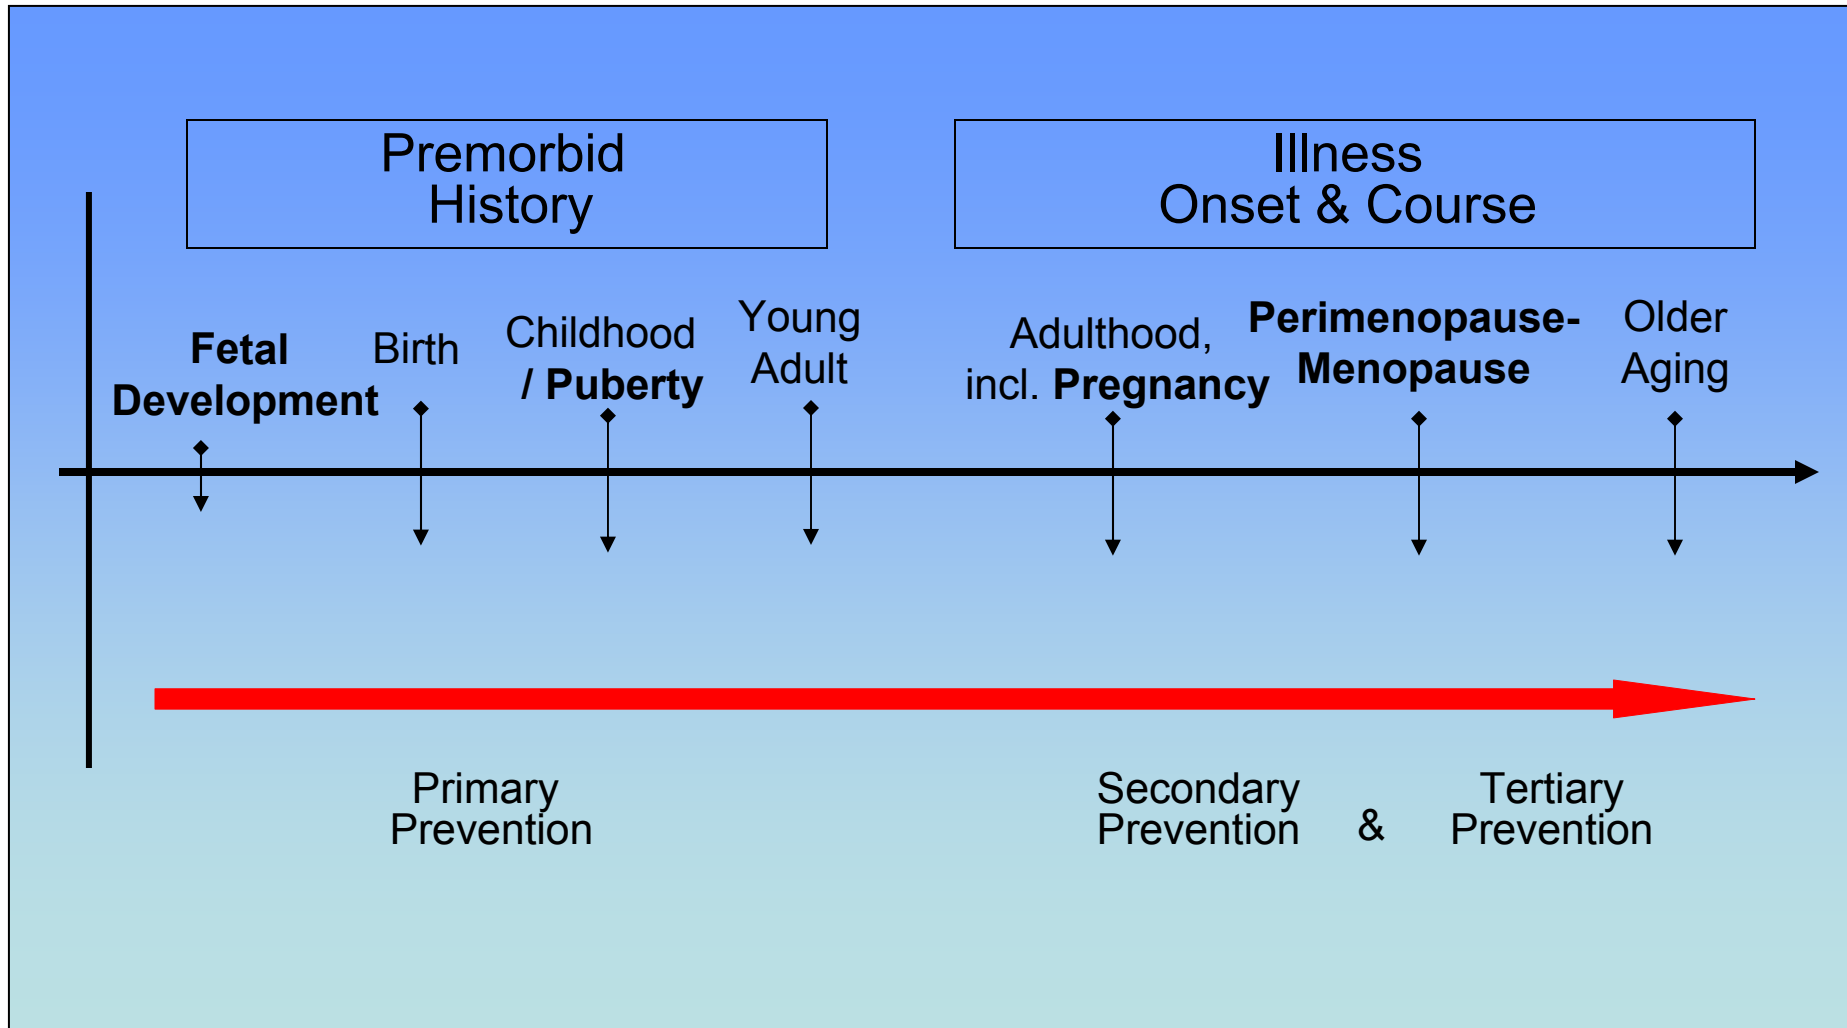 Premorbid
History
Illness
Onset & Course
Fetal
Development
Birth
Childhood
/ Puberty
Young
Adult
Adulthood,
incl. Pregnancy
Perimenopause-
Menopause
Older
Aging
Primary
Prevention
Secondary
Prevention
&
Tertiary
Prevention